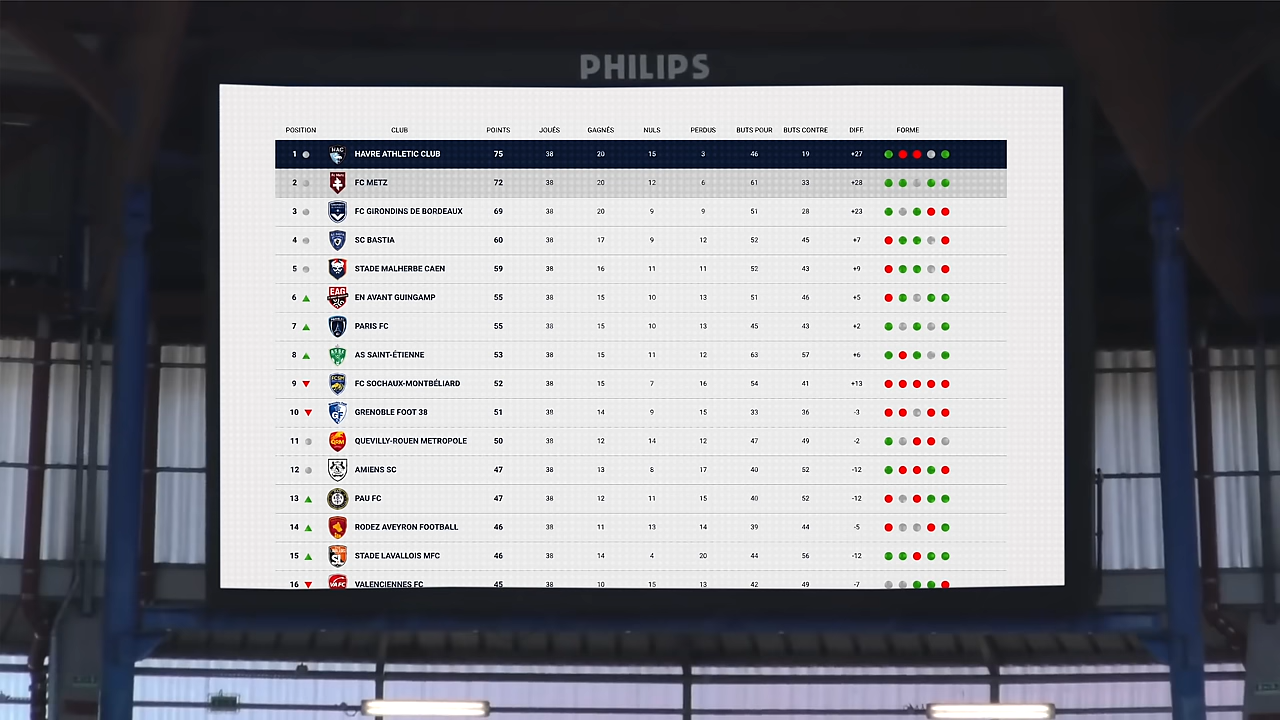 PHILIPS
POSITION CLUB POINTS JOUÉS GAGNÉS NULS PERDUS BUTS POUR BUTS CONTRE DIFF. FORME
1 HAC HAVRE ATHLETIC CLUB 75 38 20 15 3 46 19 +27
2 FC METZ 72 38 20 12 6 61 33 +28
3 FC GIRONDINS DE BORDEAUX 69 38 20 9 9 51 28 +23
4 SC BASTIA 60 38 17 9 12 52 45 +7
5 STADE MALHERBE CAEN 59 38 16 11 11 52 43 +9
6 EAG EN AVANT GUINGAMP 55 38 15 10 13 51 46 +5
7 PARIS FC 55 38 15 10 13 45 43 +2
8 AS SAINT-ÉTIENNE 53 38 15 11 12 63 57 +6
9 FCSM FC SOCHAUX-MONTBÉLIARD 52 38 15 7 16 54 41 +13
10 GF GRENOBLE FOOT 38 51 38 14 9 15 33 36 -3
11 QRM QUEVILLY-ROUEN METROPOLE 50 38 12 14 12 47 49 -2
12 AMIENS SC 47 38 13 8 17 40 52 -12
13 PAU FC 47 38 12 11 15 40 52 -12
14 RODEZ AVEYRON FOOTBALL 46 38 11 13 14 39 44 -5
15 SL STADE LAVALLOIS MFC 46 38 14 4 20 44 56 -12
16 VAFC VALENCIENNES FC 45 38 10 15 13 42 49 -7